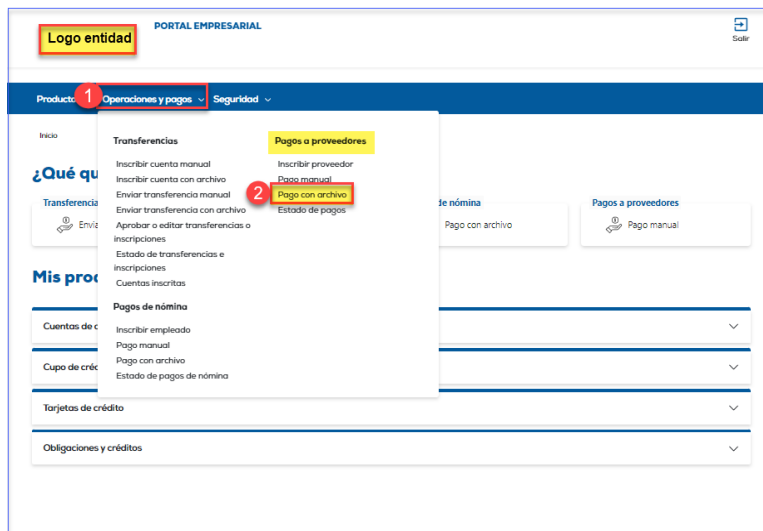 Logo entidad
PORTAL EMPRESARIAL
Salir
1
Operaciones y pagos
Seguridad
Inicio
Transferencias
Inscribir cuenta manual
Inscribir cuenta con archivo
Enviar transferencia manual
Enviar transferencia con archivo
Aprobar o editar transferencias o
inscripciones
Estado de transferencias e
inscripciones
Cuentas inscritas
Pagos de nómina
Inscribir empleado
Pago manual
Pago con archivo
Estado de pagos de nómina
Pagos a proveedores
Inscribir proveedor
Pago manual
2
Pago con archivo
Estado de pagos
¿Qué qu
Transferencia
Envia
de nómina
Pago con archivo
Pagos a proveedores
Pago manual
Mis prod
Cuentas de
Cupo de créd
Tarjetas de crédito
Obligaciones y créditos